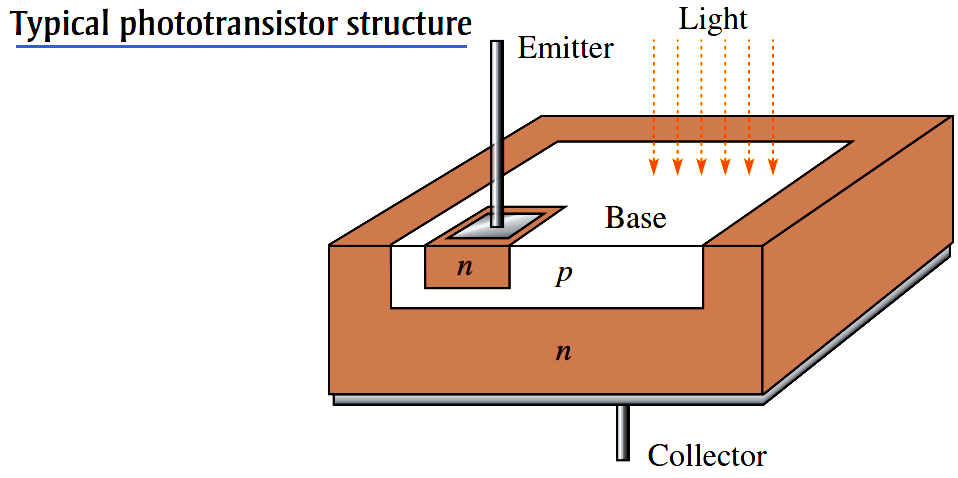 Typical phototransistor structure
Light
Emitter
Base
n
p
n
Collector